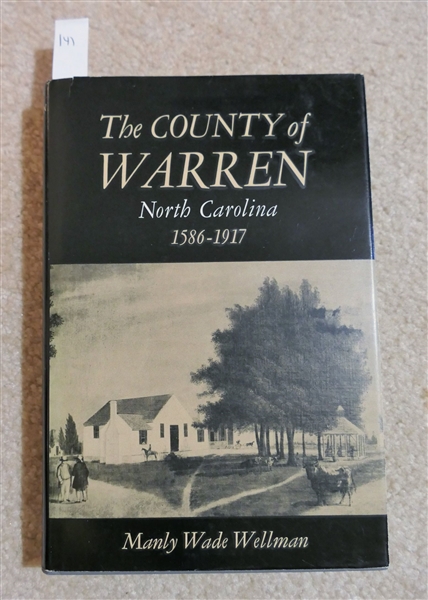 141
The COUNTY of
WARREN
North Carolina
1586-1917
Manly Wade Wellman